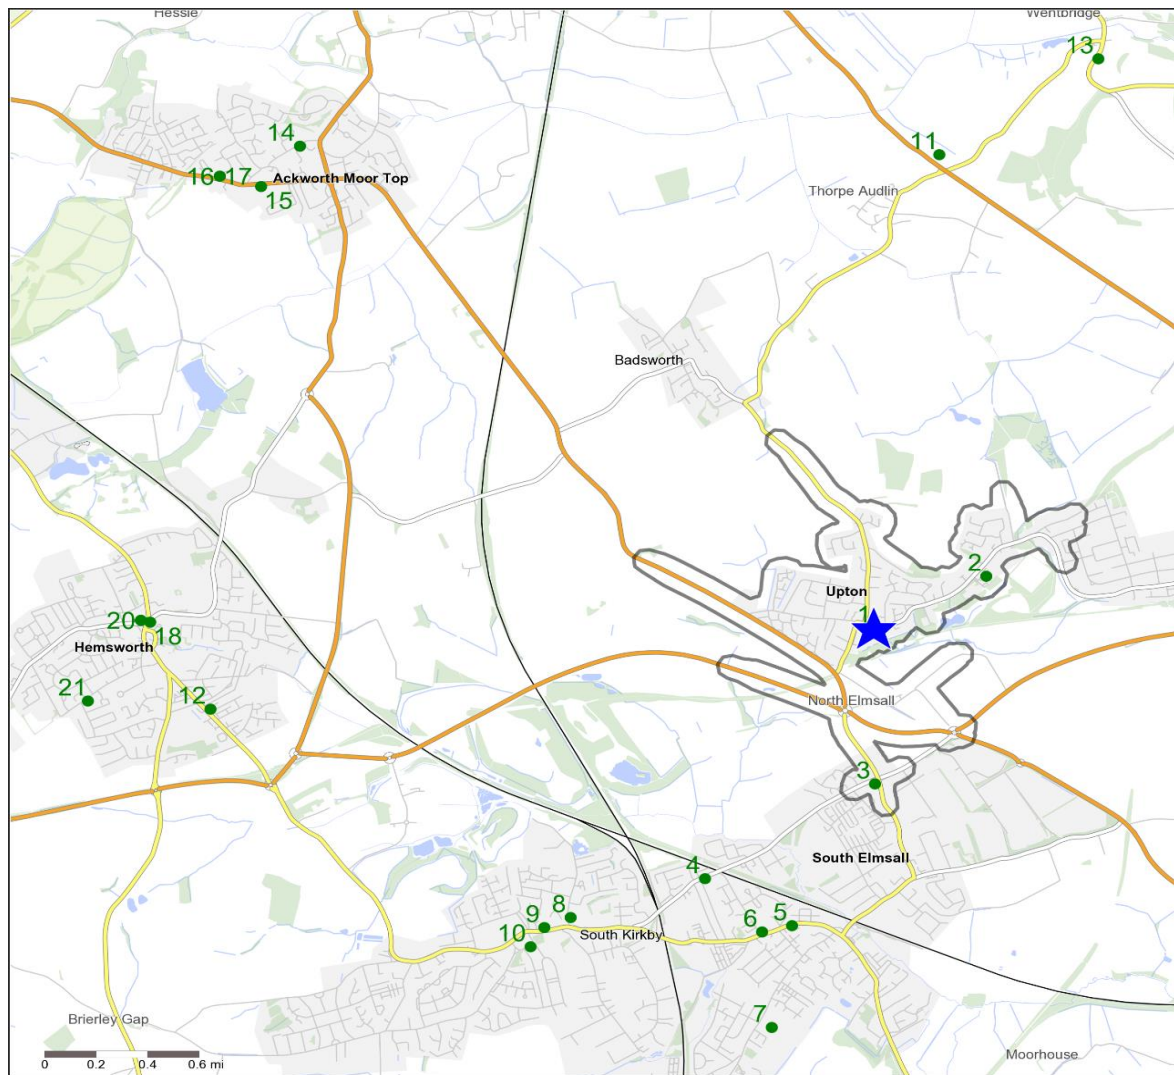 Hessle
Wentbridge
13
14
11
16 17
Ackworth Moor Top
15
Thorpe Audlin
Badsworth
2
Upton
1
20
18
Hemsworth
21
12
North Elmsall
3
South Elmsall
4
9 8
6 5
10
South Kirkby
7
Brierley Gap
Moorhouse
0 0.2 0.4 0.6 mi